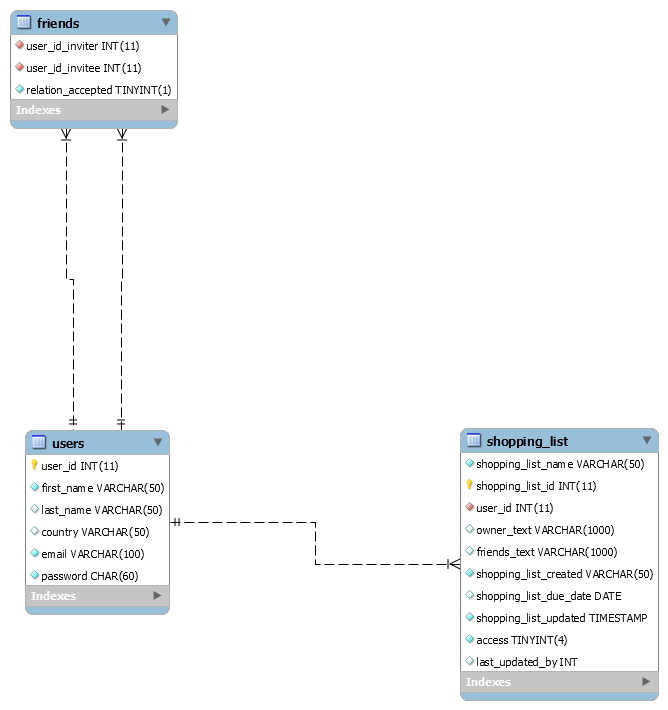 friends
user_id_inviter INT(11)
user_id_invitee INT(11)
relation_accepted TINYINT(1)
Indexes
users
user_id INT(11)
first_name VARCHAR(50)
last_name VARCHAR(50)
country VARCHAR(50)
email VARCHAR(100)
password CHAR(60)
Indexes
shopping_list
shopping_list_name VARCHAR(50)
shopping_list_id INT(11)
user_id INT(11)
owner_text VARCHAR(1000)
friends_text VARCHAR(1000)
shopping_list_created VARCHAR(50)
shopping_list_due_date DATE
shopping_list_updated TIMESTAMP
access TINYINT(4)
last_updated_by INT
Indexes